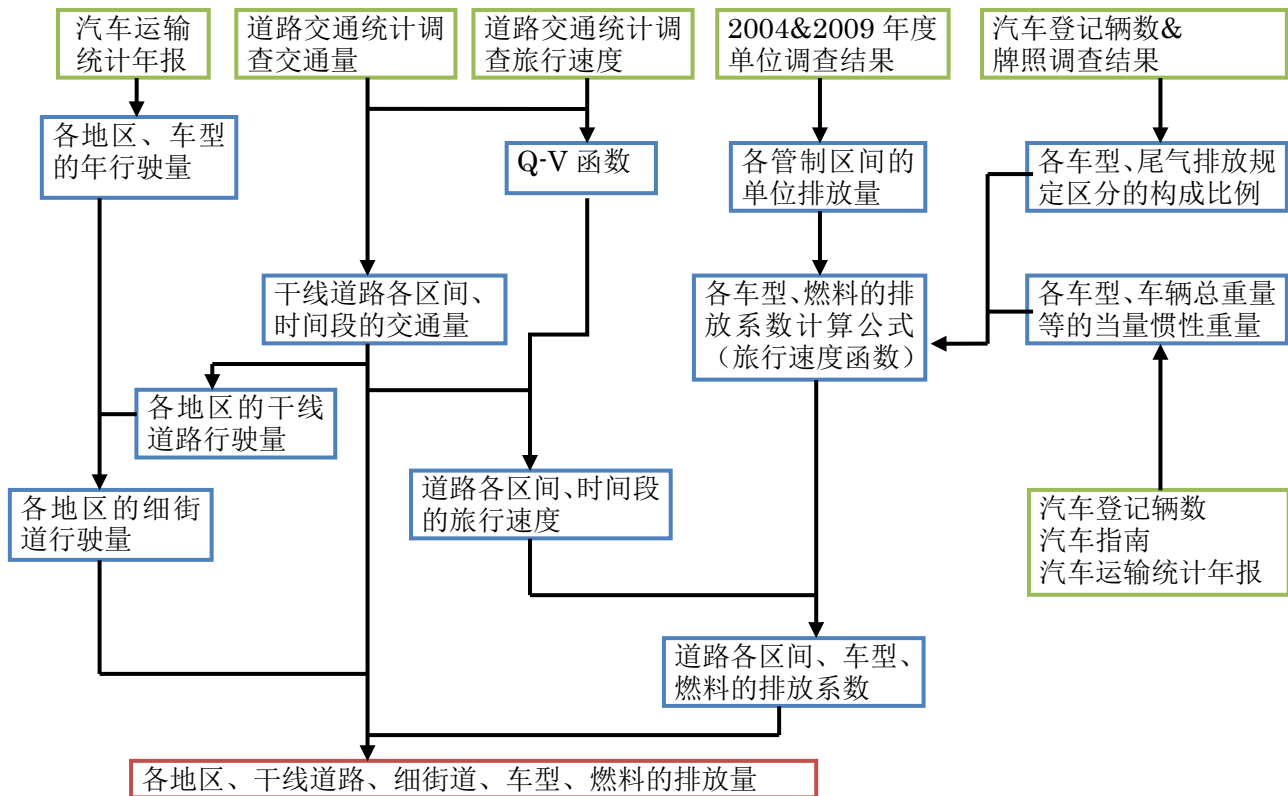 汽车运输
统计年报
道路交通统计调
查交通量
道路交通统计调
查旅行速度
2004&2009 年度
单位调查结果
汽车登记辆数&
牌照调查结果
各地区、车型
的年行驶量
Q-V 函数
各管制区间的
单位排放量
各车型、尾气排放规
定区分的构成比例
干线道路各区间、
时间段的交通量
各车型、燃料的排
放系数计算公式
（旅行速度函数）
各车型、车辆总重量
等的当量惯性重量
各地区的干线
道路行驶量
各地区的细街
道行驶量
道路各区间、时间段
的旅行速度
汽车登记辆数
汽车指南
汽车运输统计年报
道路各区间、车型、
燃料的排放系数
各地区、干线道路、细街道、车型、燃料的排放量